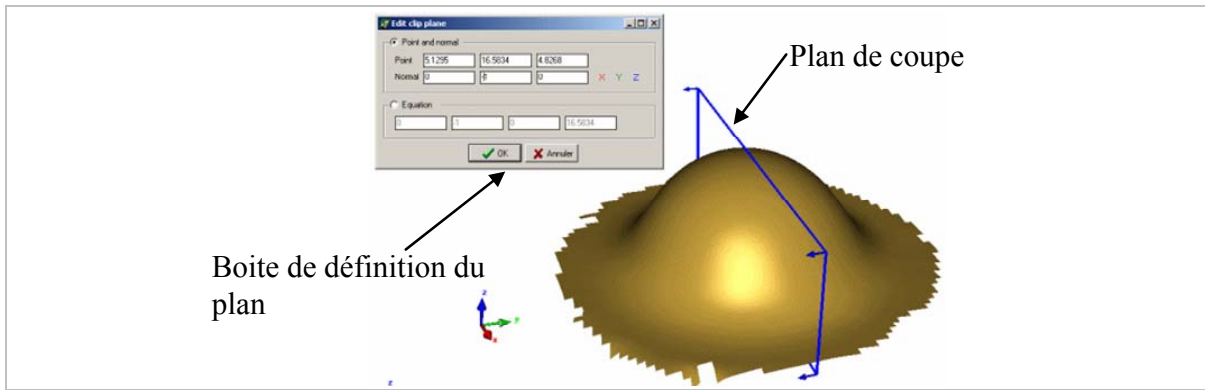 Edit clip plane
Point and normal
Point 5.1295 16.5834 4.8268
Normal 0 -1 0 X Y Z
Equation
0 -1 0 16.5834
OK Annuler
Plan de coupe
Boite de définition du
plan
z
y
x
z